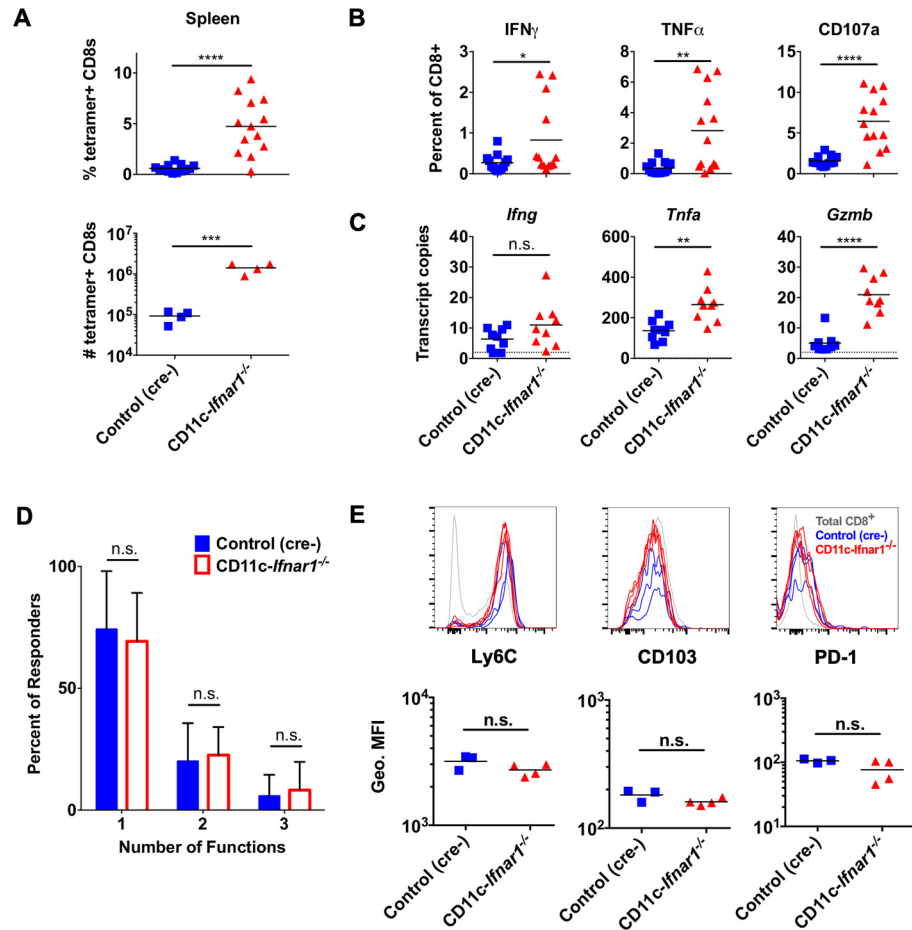 A
Spleen
% tetramer+ CD8s
10
5
0
****
# tetramer+ CD8s
10⁷
10⁶
10⁵
10⁴
***
Control (cre-)
CD11c-Ifnar1-/-
B
IFNγ
TNFα
CD107a
Percent of CD8+
3
2
1
0
*
8
6
4
2
0
**
15
10
5
0
****
C
Ifng
Tnfa
Gzmb
Transcript copies
40
30
20
10
0
n.s.
600
400
200
0
**
40
30
20
10
0
****
Control (cre-)
CD11c-Ifnar1-/-
Control (cre-)
CD11c-Ifnar1-/-
Control (cre-)
CD11c-Ifnar1-/-
D
Control (cre-)
CD11c-Ifnar1-/-
Percent of Responders
100
50
0
n.s.
n.s.
n.s.
1
2
3
Number of Functions
E
Total CD8+
Control (cre-)
CD11c-Ifnar1-/-
Ly6C
CD103
PD-1
Geo. MFI
10⁴
10³
n.s.
10³
10²
n.s.
10³
10²
10¹
n.s.
Control (cre-)
CD11c-Ifnar1-/-
Control (cre-)
CD11c-Ifnar1-/-
Control (cre-)
CD11c-Ifnar1-/-